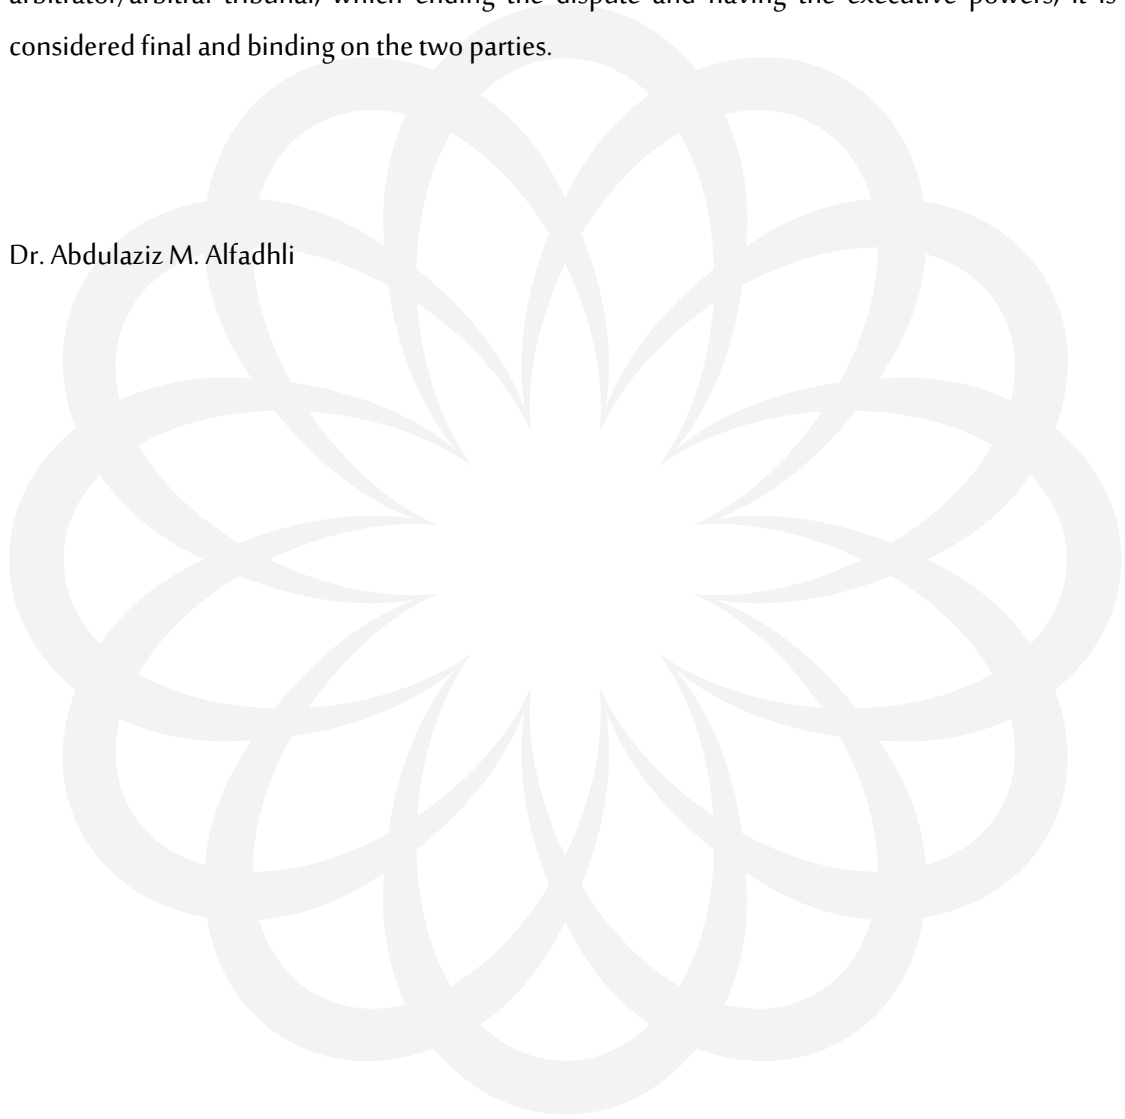 arbitrator/arbitral tribunal, which ending the dispute and having the executive powers, it is
considered final and binding on the two parties.
Dr. Abdulaziz M. Alfadhli